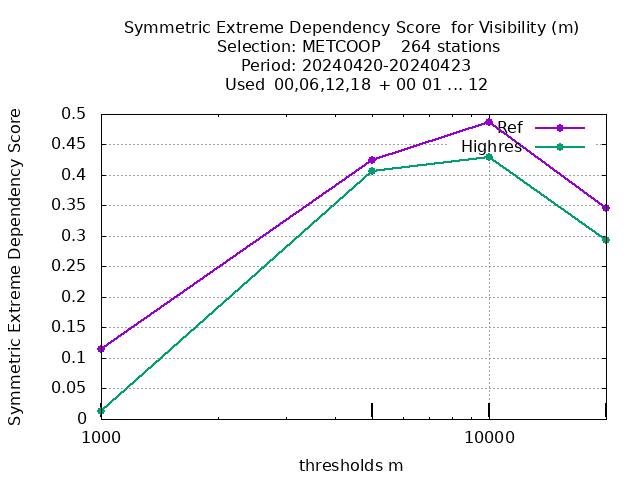 Symmetric Extreme Dependency Score  for Visibility (m)
Selection: METCOOP    264 stations
Period: 20240420-20240423
Used  00,06,12,18 + 00 01 ... 12
Symmetric Extreme Dependency Score
0.5
0.45
0.4
0.35
0.3
0.25
0.2
0.15
0.1
0.05
0
Ref
Highres
1000
10000
thresholds m